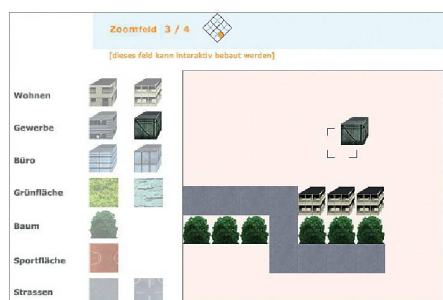 Zoomfeld 3 / 4
[dieses feld kann interaktiv bebaut werden]
Wohnen
Gewerbe
Büro
Grünfläche
Baum
Sportfläche
Strassen